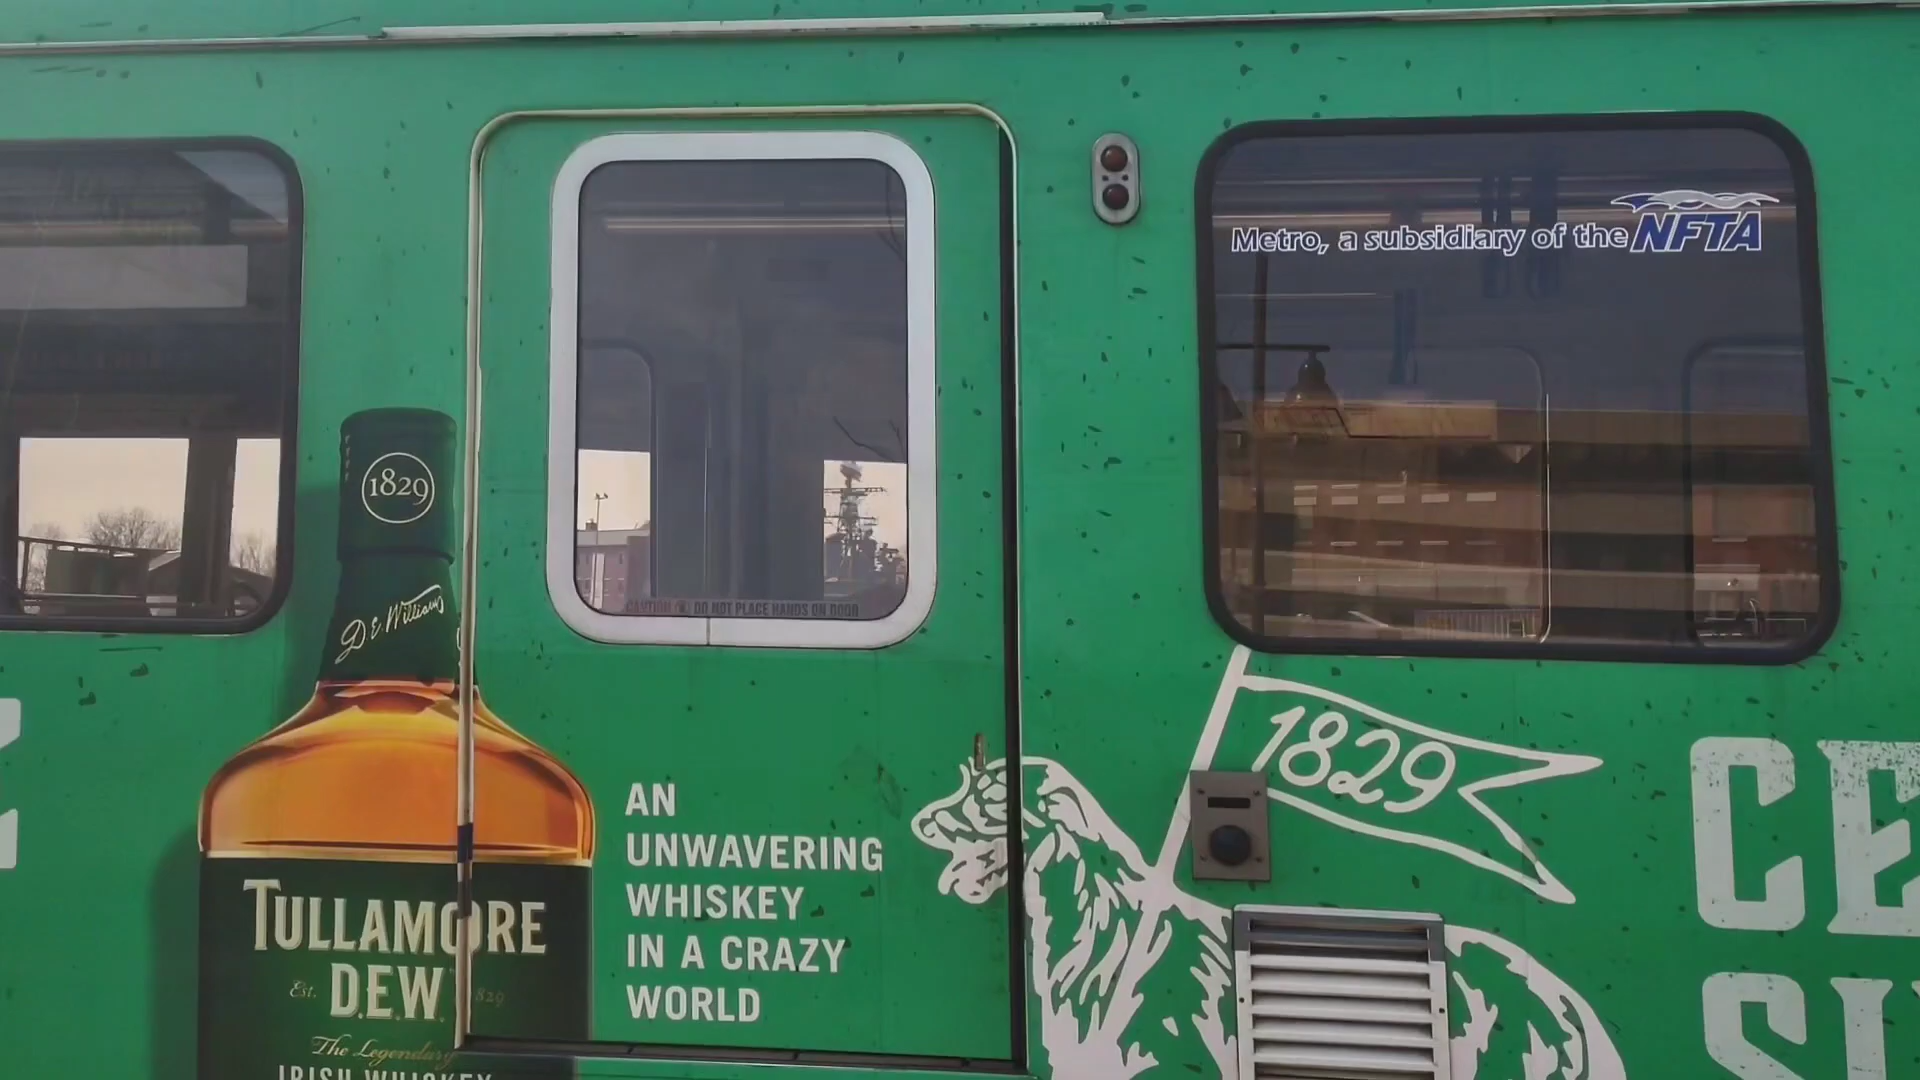 Metro, a subsidiary of the NFTA
CAUTION DO NOT PLACE HANDS ON DOOR
1829
D.E. Williams
1829
TULLAMORE
D.E.W.
Est. 1829
The Legendary
IRISH WHISKEY
AN
UNWAVERING
WHISKEY
IN A CRAZY
WORLD